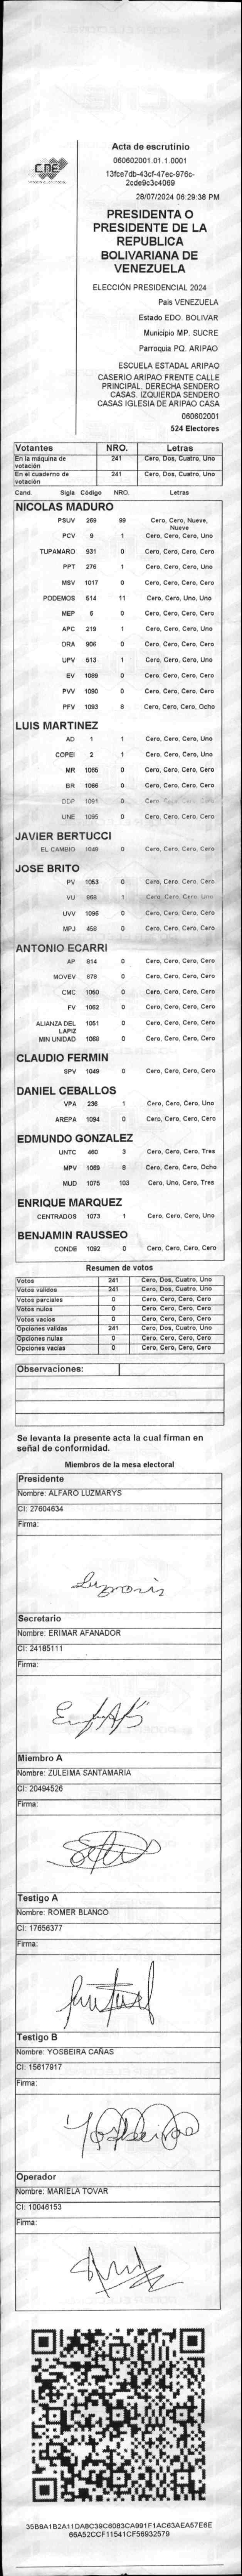 CNE
Acta de escrutinio
060602001.01.1.0001
13fce7db-43cf-47ec-976c-
2cde9c3c4069
28/07/2024 06:29:38 PM
PRESIDENTA O
PRESIDENTE DE LA
REPUBLICA
BOLIVARIANA DE
VENEZUELA
ELECCIÓN PRESIDENCIAL 2024
Pais VENEZUELA
Estado EDO. BOLIVAR
Municipio MP. SUCRE
Parroquia PQ. ARIPAO
ESCUELA ESTADAL ARIPAO
CASERIO ARIPAO FRENTE CALLE
PRINCIPAL. DERECHA SENDERO
CASAS. IZQUIERDA SENDERO
CASAS IGLESIA DE ARIPAO CASA
060602001
524 Electores
Votantes NRO. Letras
En la máquina de votación 241 Cero, Dos, Cuatro, Uno
En el cuaderno de votación 241 Cero, Dos, Cuatro, Uno
Cand. Sigla Código NRO. Letras
NICOLAS MADURO
PSUV 269 99 Cero, Cero, Nueve, Nueve
PCV 9 1 Cero, Cero, Cero, Uno
TUPAMARO 931 0 Cero, Cero, Cero, Cero
PPT 276 1 Cero, Cero, Cero, Uno
MSV 1017 0 Cero, Cero, Cero, Cero
PODEMOS 514 11 Cero, Cero, Uno, Uno
MEP 6 0 Cero, Cero, Cero, Cero
APC 219 1 Cero, Cero, Cero, Uno
ORA 906 0 Cero, Cero, Cero, Cero
UPV 513 1 Cero, Cero, Cero, Uno
EV 1089 0 Cero, Cero, Cero, Cero
PVV 1090 0 Cero, Cero, Cero, Cero
PFV 1093 8 Cero, Cero, Cero, Ocho
LUIS MARTINEZ
AD 1 1 Cero, Cero, Cero, Uno
COPEI 2 1 Cero, Cero, Cero, Uno
MR 1065 0 Cero, Cero, Cero, Cero
BR 1066 0 Cero, Cero, Cero, Cero
DDP 1091 0 Cero, Cero, Cero, Cero
UNE 1095 0 Cero, Cero, Cero, Cero
JAVIER BERTUCCI
EL CAMBIO 1048 0 Cero, Cero, Cero, Cero
JOSE BRITO
PV 1053 0 Cero, Cero, Cero, Cero
VU 868 1 Cero, Cero, Cero, Uno
UVV 1096 0 Cero, Cero, Cero, Cero
MPJ 458 0 Cero, Cero, Cero, Cero
ANTONIO ECARRI
AP 814 0 Cero, Cero, Cero, Cero
MOVEV 878 0 Cero, Cero, Cero, Cero
CMC 1050 0 Cero, Cero, Cero, Cero
FV 1062 0 Cero, Cero, Cero, Cero
ALIANZA DEL LAPIZ 1051 0 Cero, Cero, Cero, Cero
MIN UNIDAD 1068 0 Cero, Cero, Cero, Cero
CLAUDIO FERMIN
SPV 1049 0 Cero, Cero, Cero, Cero
DANIEL CEBALLOS
VPA 236 1 Cero, Cero, Cero, Uno
AREPA 1094 0 Cero, Cero, Cero, Cero
EDMUNDO GONZALEZ
UNTC 460 3 Cero, Cero, Cero, Tres
MPV 1069 8 Cero, Cero, Cero, Ocho
MUD 1075 103 Cero, Uno, Cero, Tres
ENRIQUE MARQUEZ
CENTRADOS 1073 1 Cero, Cero, Cero, Uno
BENJAMIN RAUSSEO
CONDE 1092 0 Cero, Cero, Cero, Cero
Resumen de votos
Votos 241 Cero, Dos, Cuatro, Uno
Votos validos 241 Cero, Dos, Cuatro, Uno
Votos parciales 0 Cero, Cero, Cero, Cero
Votos nulos 0 Cero, Cero, Cero, Cero
Votos vacios 0 Cero, Cero, Cero, Cero
Opciones validas 241 Cero, Dos, Cuatro, Uno
Opciones nulas 0 Cero, Cero, Cero, Cero
Opciones vacias 0 Cero, Cero, Cero, Cero
Observaciones:
Se levanta la presente acta la cual firman en
señal de conformidad.
Miembros de la mesa electoral
Presidente
Nombre: ALFARO LUZMARYS
CI: 27604634
Firma:
Secretario
Nombre: ERIMAR AFANADOR
CI: 24185111
Firma:
Miembro A
Nombre: ZULEIMA SANTAMARIA
CI: 20494526
Firma:
Testigo A
Nombre: ROMER BLANCO
CI: 17656377
Firma:
Testigo B
Nombre: YOSBEIRA CAÑAS
CI: 15617917
Firma:
Yosbeira
Operador
Nombre: MARIELA TOVAR
CI: 10046153
Firma:
35B8A1B2A11DA8C39C6083CA991F1AC63AEA57E6E
66A52CCF11541CF56932579